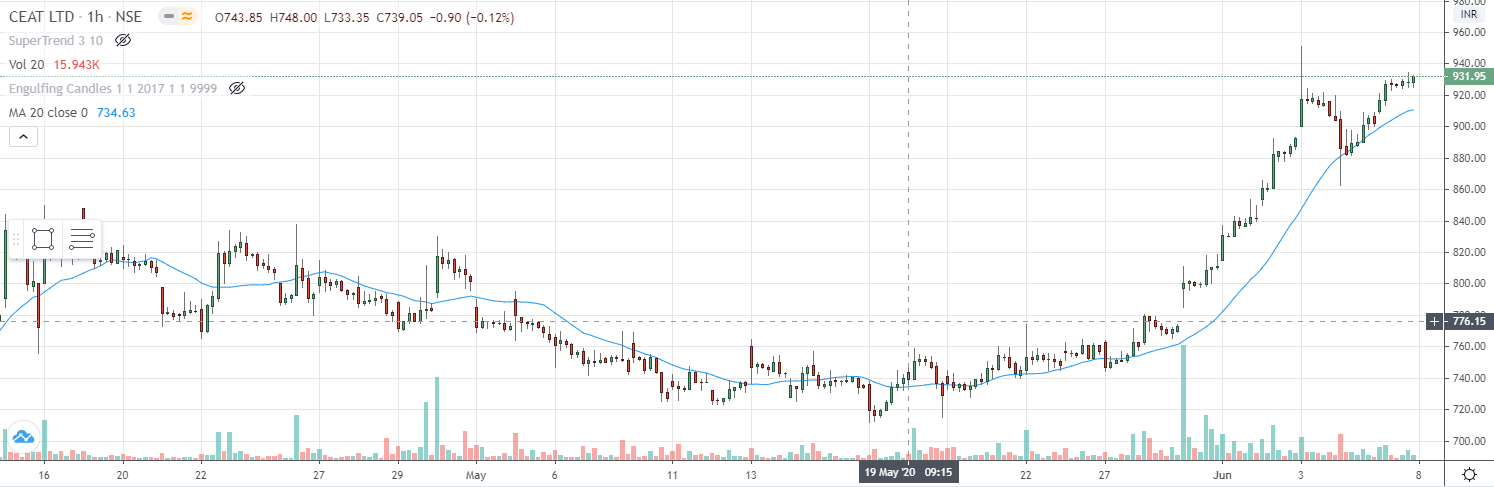 CEAT LTD · 1h · NSE O743.85 H748.00 L733.35 C739.05 −0.90 (−0.12%)
SuperTrend 3 10
Vol 20 15.943K
Engulfing Candles 1 1 2017 1 1 9999
MA 20 close 0 734.63
980.00
INR
960.00
940.00
931.95
920.00
900.00
880.00
860.00
840.00
820.00
800.00
780.00
776.15
760.00
740.00
720.00
700.00
16 20 22 27 29 May 6 11 13 19 May '20 09:15 22 27 Jun 3 8